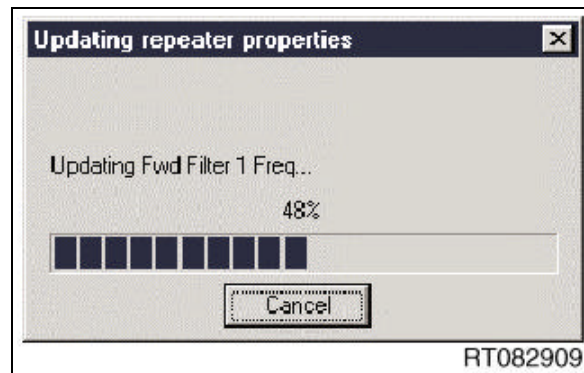 Updating repeater properties
Updating Fwd Filter 1 Freq...
48%
Cancel
RT082909